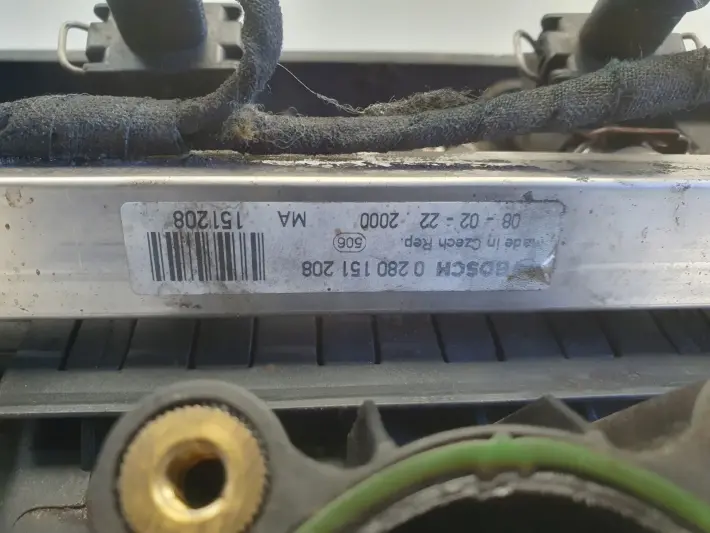 BOSCH 0 280 151 208
Made in Czech Rep. 506
08 - 02 - 22 2000 MA 151208